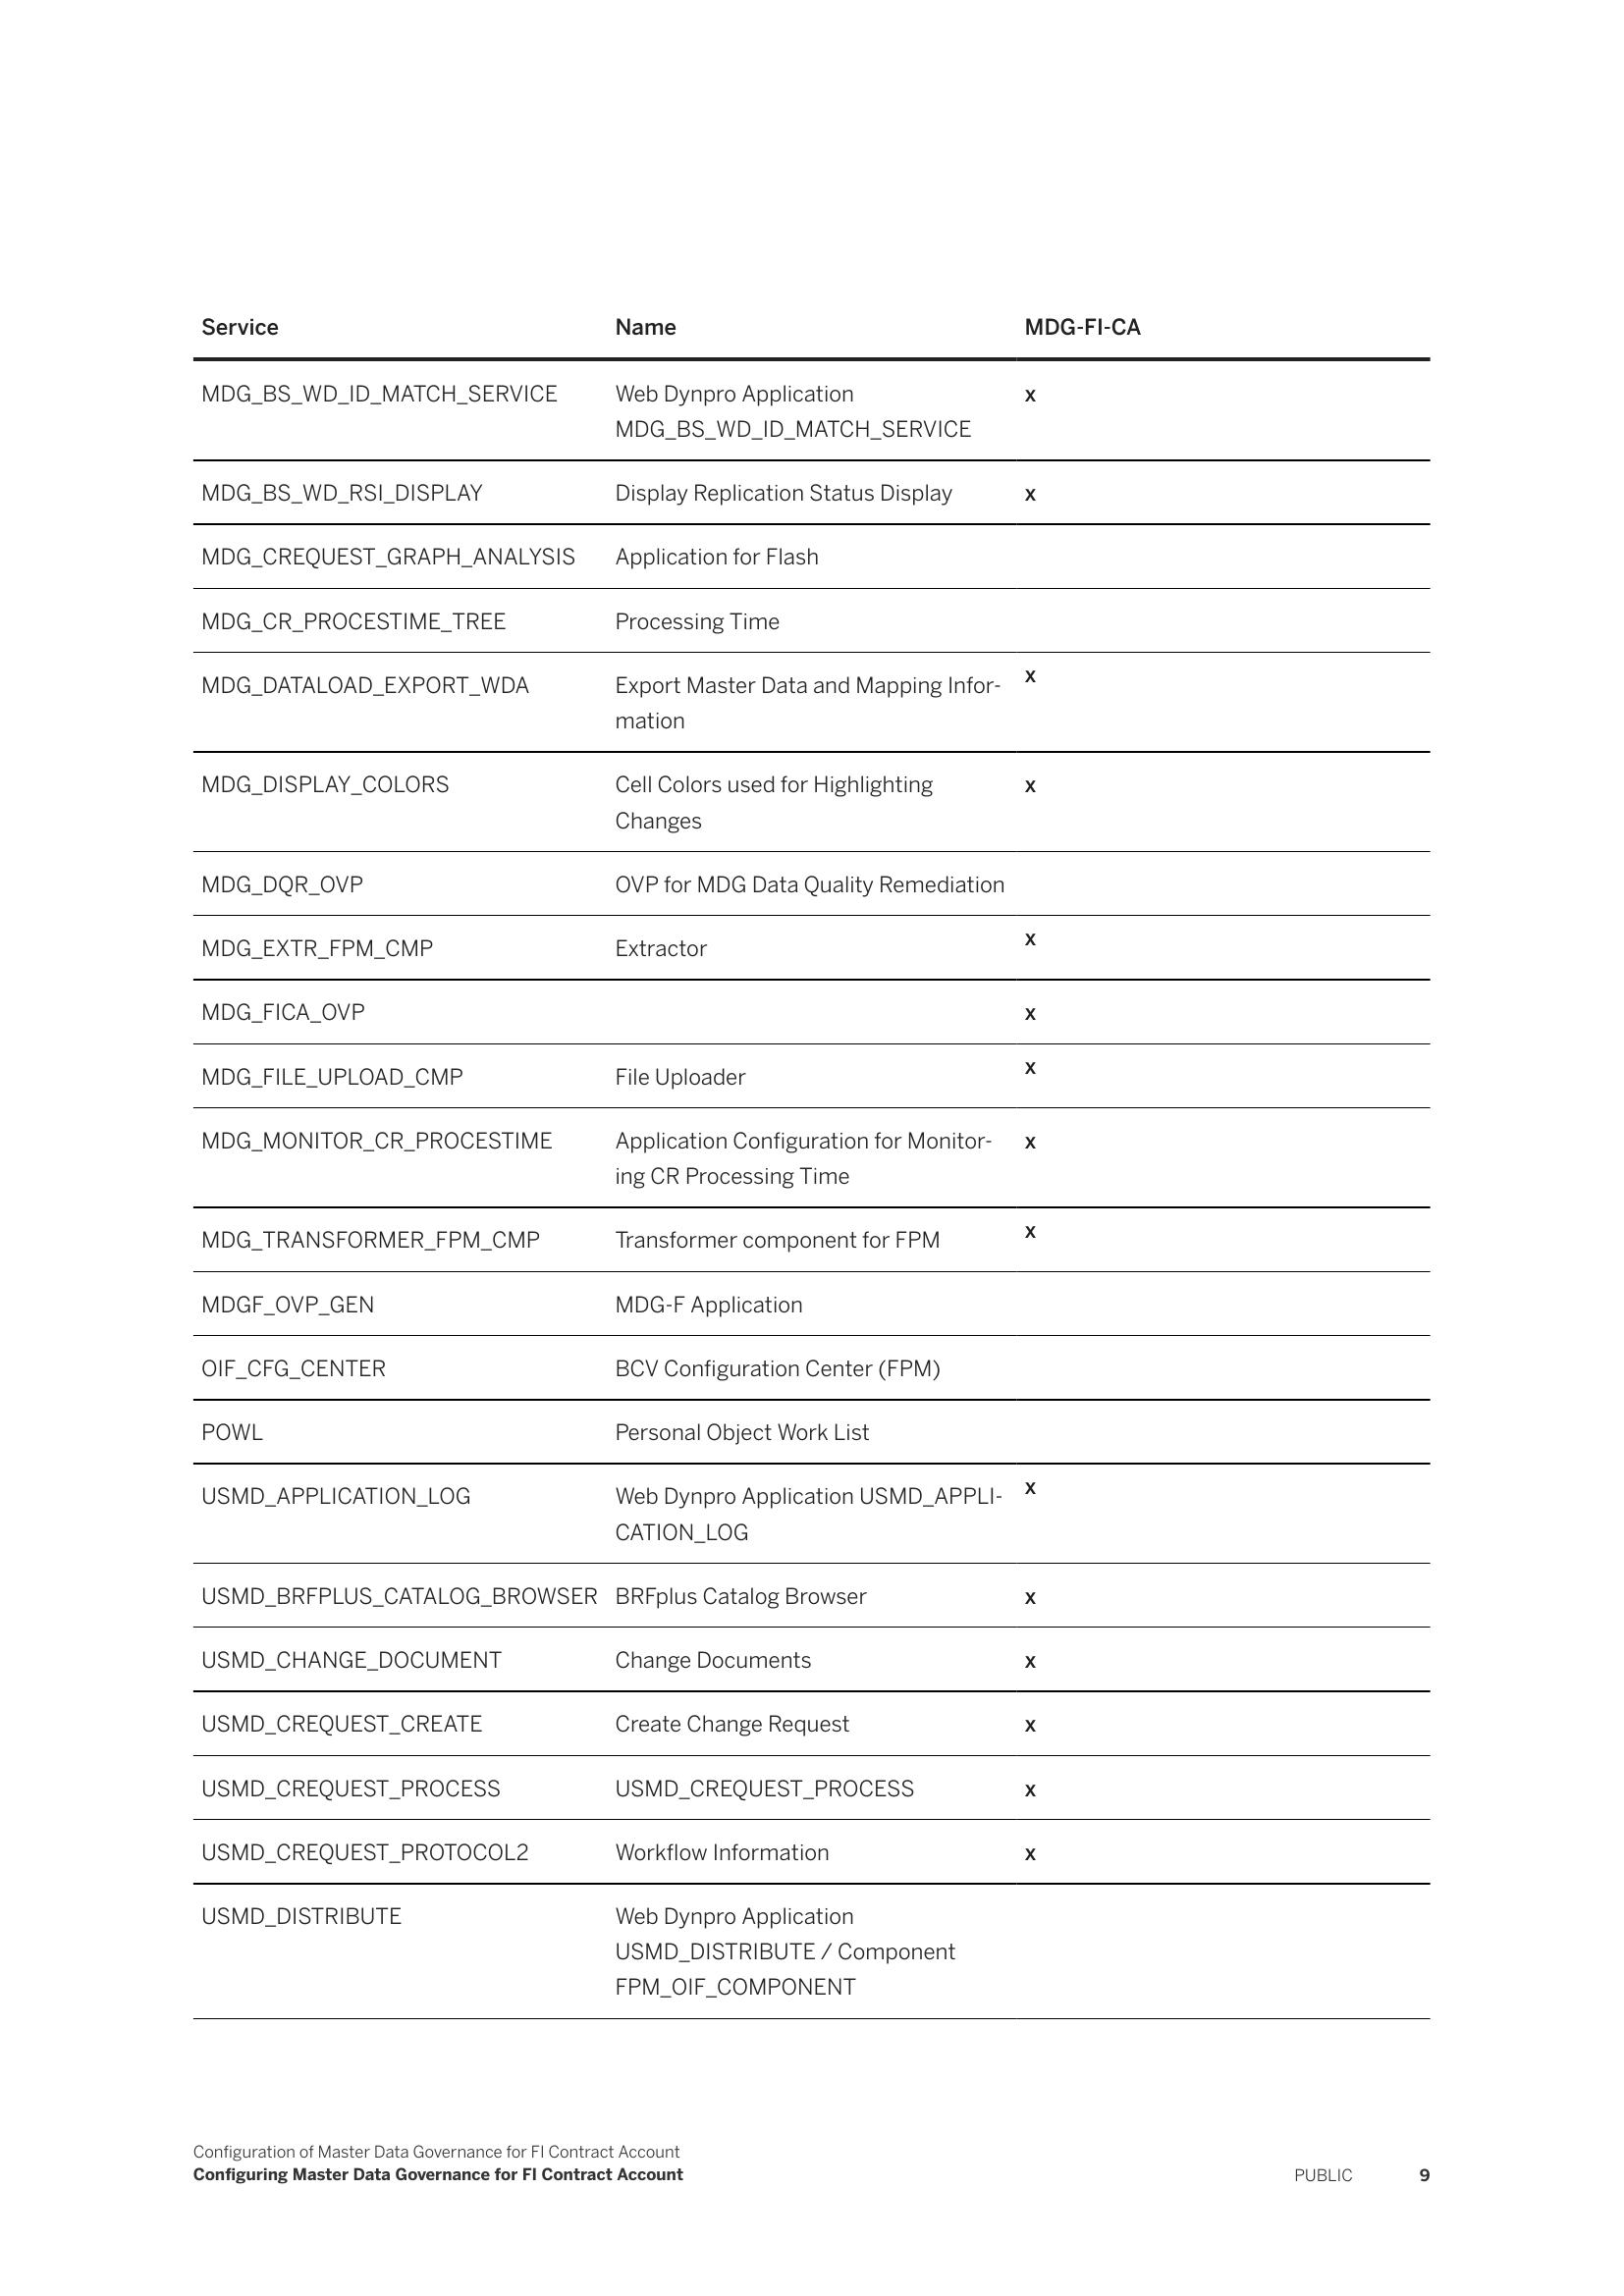 Service Name MDG-FI-CA
MDG_BS_WD_ID_MATCH_SERVICE Web Dynpro Application x
MDG_BS_WD_ID_MATCH_SERVICE
MDG_BS_WD_RSI_DISPLAY Display Replication Status Display x
MDG_CREQUEST_GRAPH_ANALYSIS Application for Flash
MDG_CR_PROCESTIME_TREE Processing Time
MDG_DATALOAD_EXPORT_WDA Export Master Data and Mapping Infor- x
mation
MDG_DISPLAY_COLORS Cell Colors used for Highlighting x
Changes
MDG_DQR_OVP OVP for MDG Data Quality Remediation
MDG_EXTR_FPM_CMP Extractor x
MDG_FICA_OVP x
MDG_FILE_UPLOAD_CMP File Uploader x
MDG_MONITOR_CR_PROCESTIME Application Configuration for Monitor- x
ing CR Processing Time
MDG_TRANSFORMER_FPM_CMP Transformer component for FPM x
MDGF_OVP_GEN MDG-F Application
OIF_CFG_CENTER BCV Configuration Center (FPM)
POWL Personal Object Work List
USMD_APPLICATION_LOG Web Dynpro Application USMD_APPLI- x
CATION_LOG
USMD_BRFPLUS_CATALOG_BROWSER BRFplus Catalog Browser x
USMD_CHANGE_DOCUMENT Change Documents x
USMD_CREQUEST_CREATE Create Change Request x
USMD_CREQUEST_PROCESS USMD_CREQUEST_PROCESS x
USMD_CREQUEST_PROTOCOL2 Workflow Information x
USMD_DISTRIBUTE Web Dynpro Application
USMD_DISTRIBUTE / Component
FPM_OIF_COMPONENT
Configuration of Master Data Governance for FI Contract Account
Configuring Master Data Governance for FI Contract Account PUBLIC 9